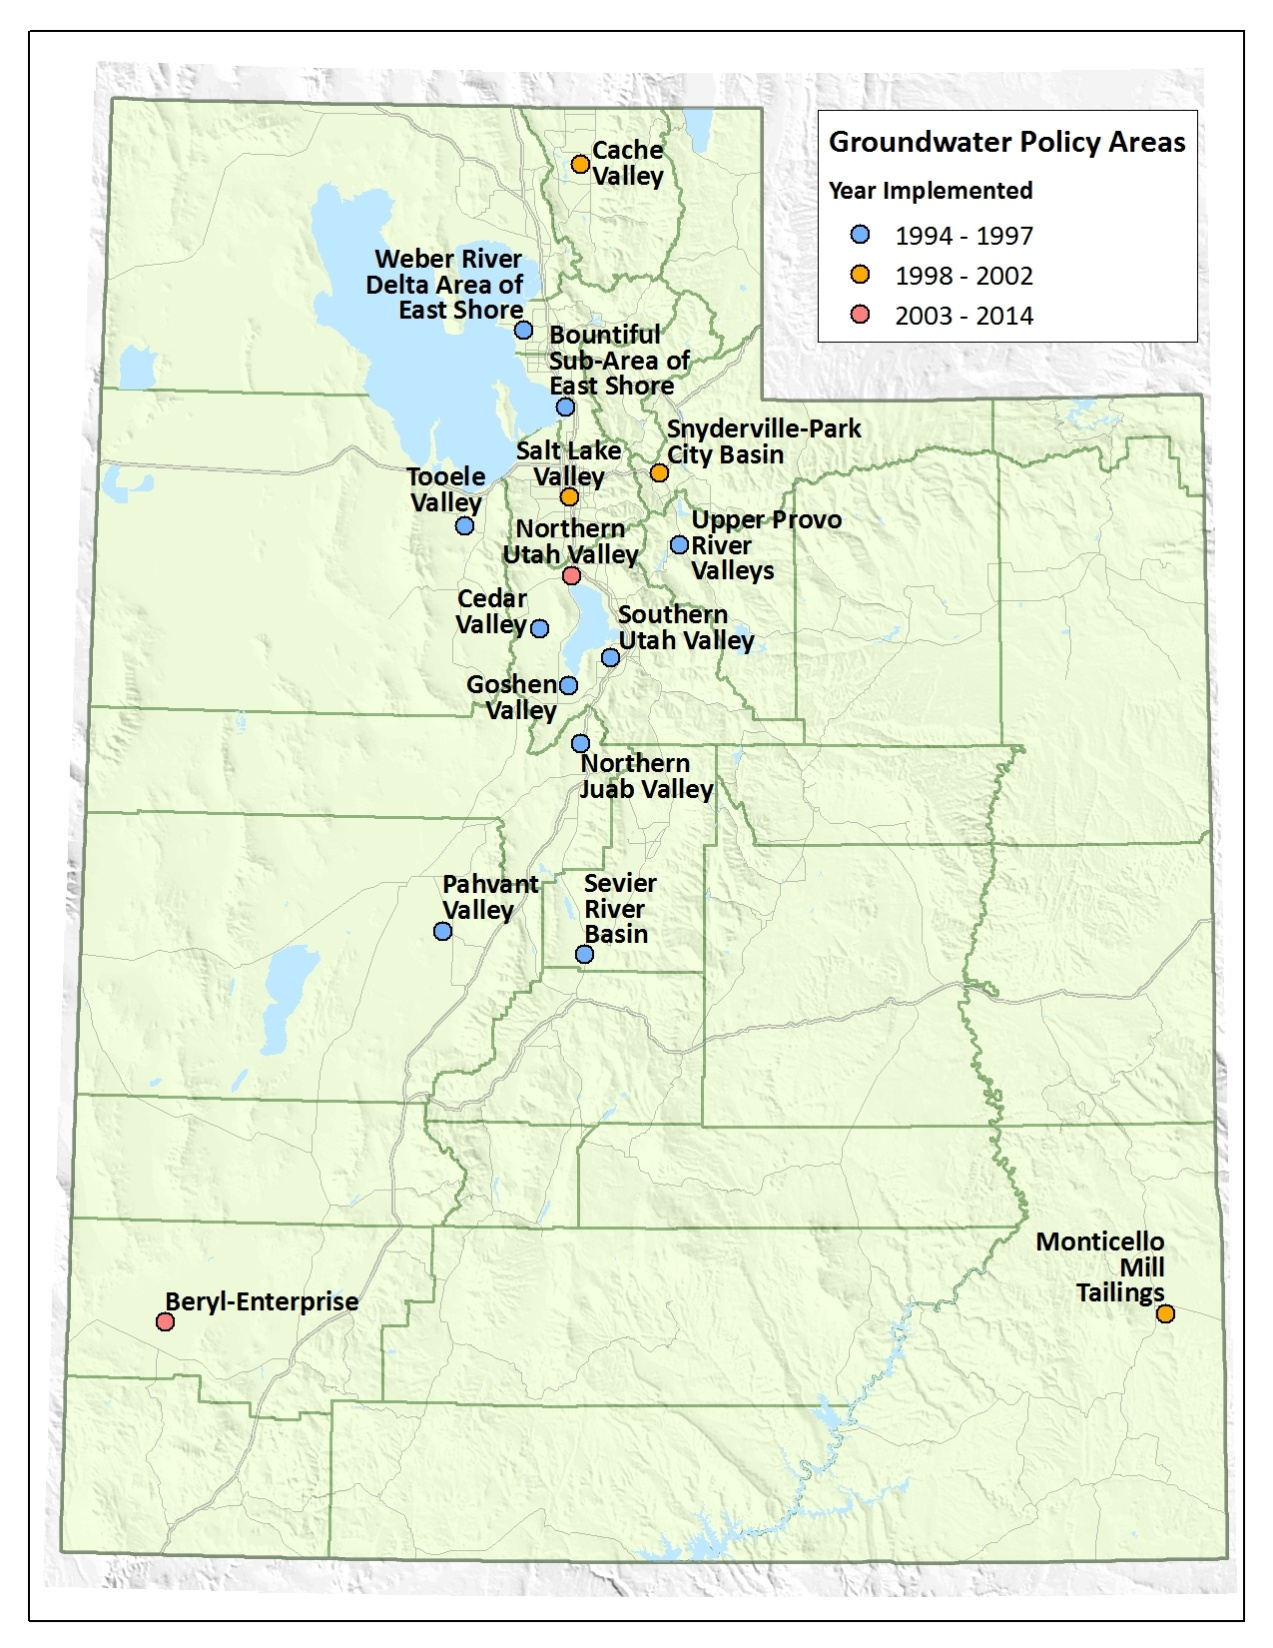 Groundwater Policy Areas
Year Implemented
1994 - 1997
1998 - 2002
2003 - 2014
Cache
Valley
Weber River
Delta Area of
East Shore
Bountiful
Sub-Area of
East Shore
Snyderville-Park
City Basin
Salt Lake
Valley
Tooele
Valley
Northern
Utah Valley
Upper Provo
River
Valleys
Cedar
Valley
Southern
Utah Valley
Goshen
Valley
Northern
Juab Valley
Pahvant
Valley
Sevier
River
Basin
Monticello
Mill
Tailings
Beryl-Enterprise